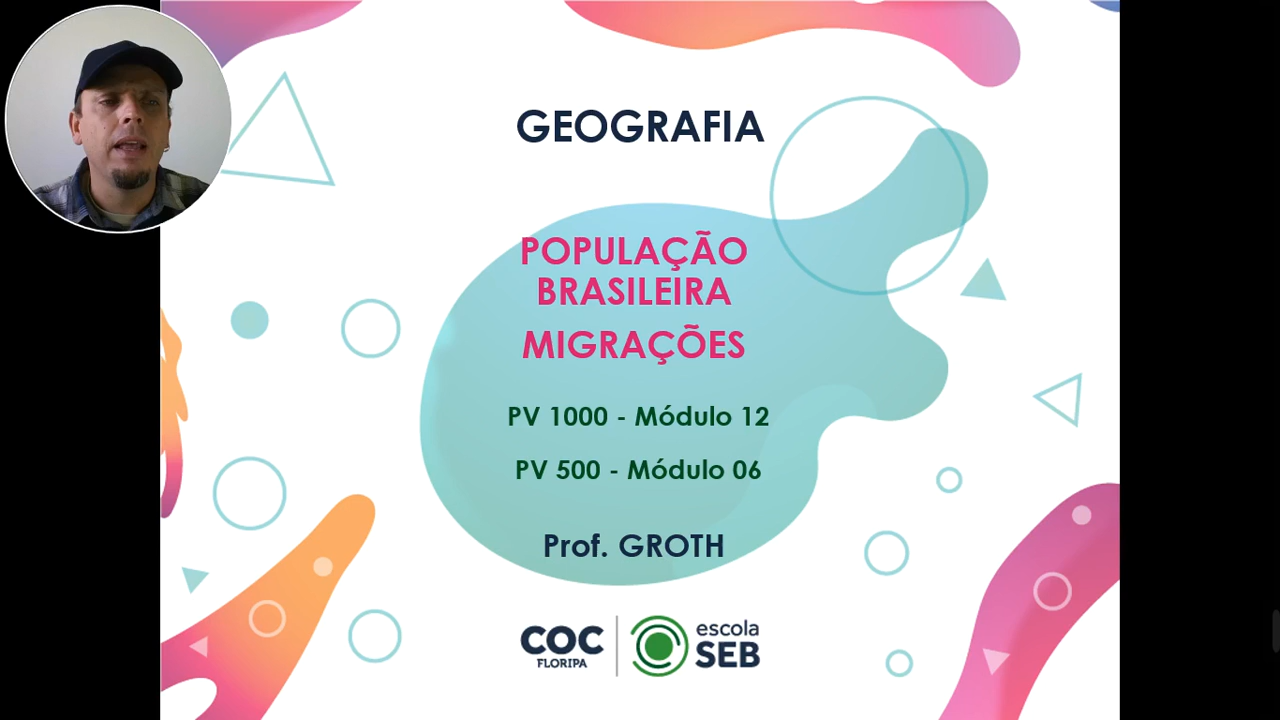 GEOGRAFIA
POPULAÇÃO
BRASILEIRA
MIGRAÇÕES
PV 1000 - Módulo 12
PV 500 - Módulo 06
Prof. GROTH
COC
FLORIPA
escola
SEB